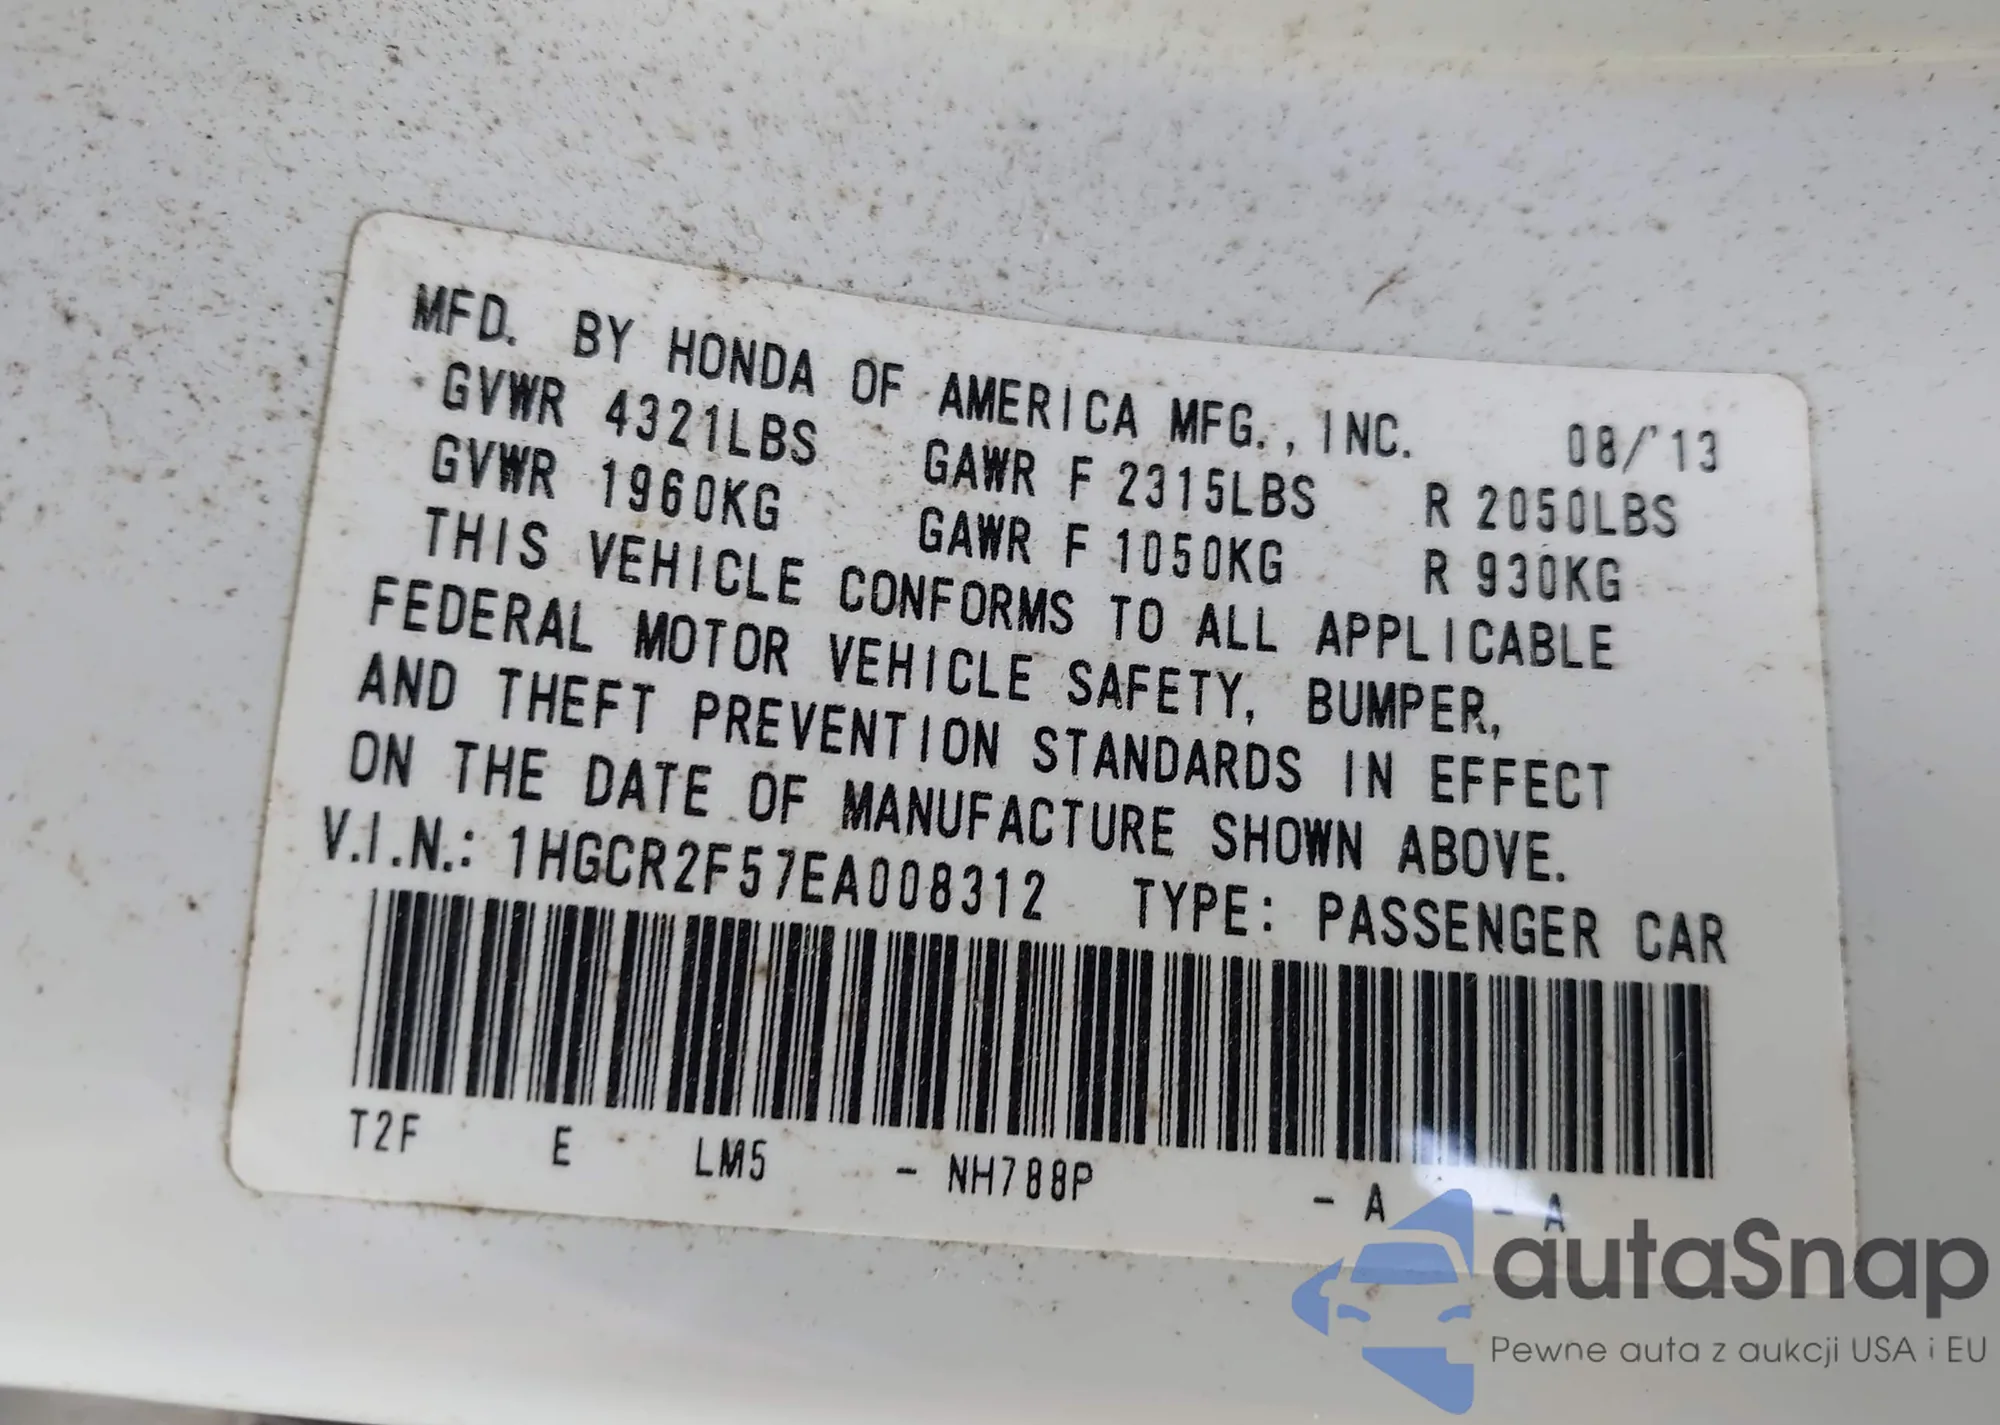 MFD. BY HONDA OF AMERICA MFG., INC. 08/'13
GVWR 4321LBS GAWR F 2315LBS R 2050LBS
GVWR 1960KG GAWR F 1050KG R 930KG
THIS VEHICLE CONFORMS TO ALL APPLICABLE
FEDERAL MOTOR VEHICLE SAFETY, BUMPER,
AND THEFT PREVENTION STANDARDS IN EFFECT
ON THE DATE OF MANUFACTURE SHOWN ABOVE.
V.I.N.: 1HGCR2F57EA008312 TYPE: PASSENGER CAR
T2F E LM5 - NH788P - A - A
autaSnap
Pewne auta z aukcji USA i EU